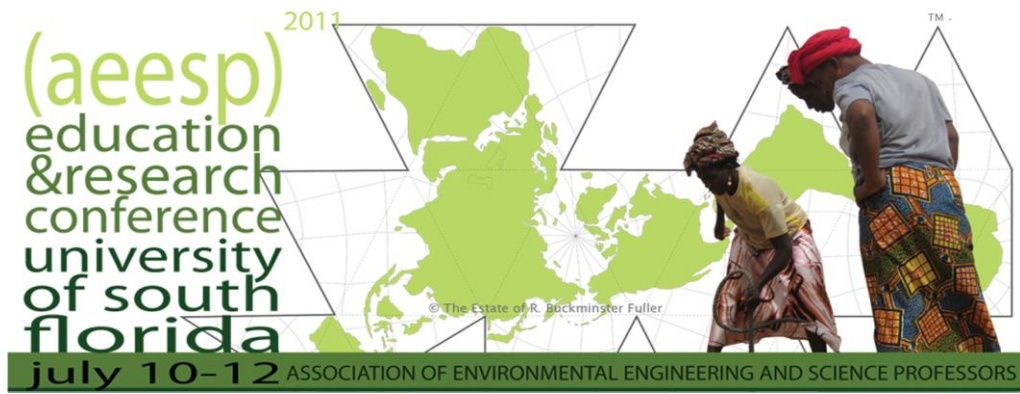 2011
(aeesp)
education
&research
conference
university
of south
florida
july 10-12
ASSOCIATION OF ENVIRONMENTAL ENGINEERING AND SCIENCE PROFESSORS
© The Estate of R. Buckminster Fuller
TM -